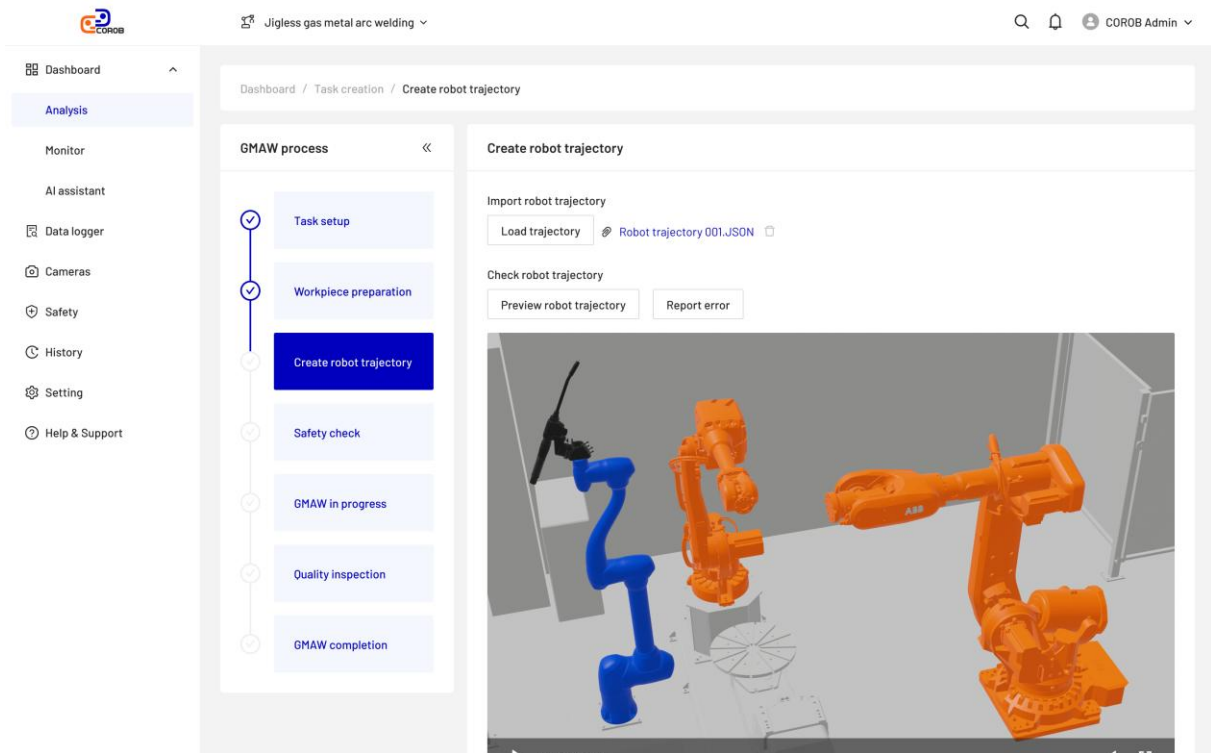 COROB
Jigless gas metal arc welding
COROB Admin
Dashboard
Analysis
Monitor
AI assistant
Data logger
Cameras
Safety
History
Setting
Help & Support
Dashboard / Task creation / Create robot trajectory
GMAW process
Task setup
Workpiece preparation
Create robot trajectory
Safety check
GMAW in progress
Quality inspection
GMAW completion
Create robot trajectory
Import robot trajectory
Load trajectory
Robot trajectory 001.JSON
Check robot trajectory
Preview robot trajectory
Report error
ABB